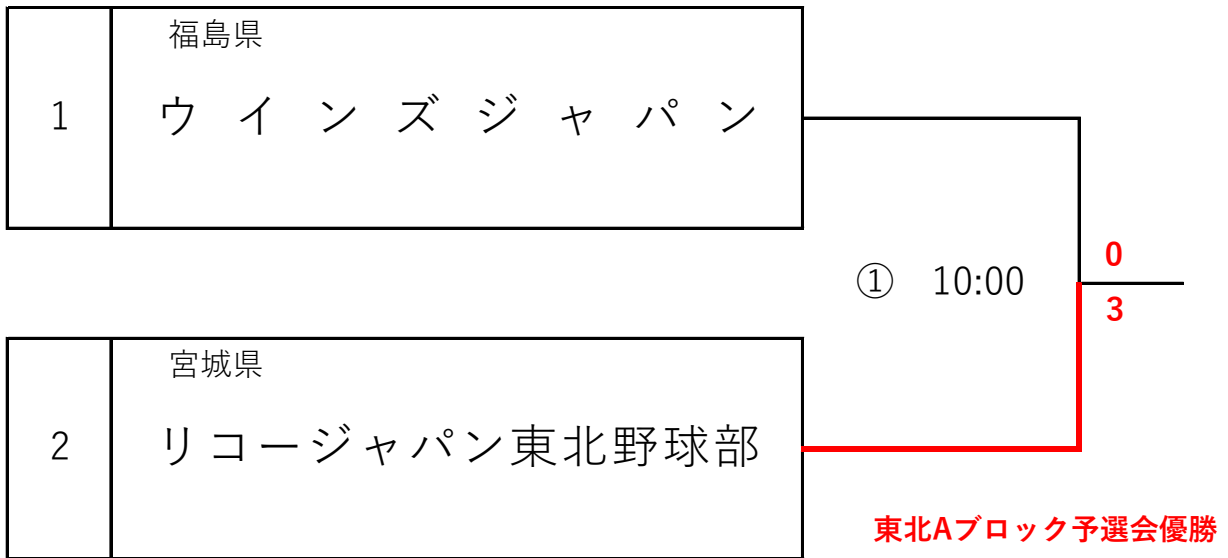 福島県
1 ウインズジャパン
① 10:00
0
3
宮城県
2 リコージャパン東北野球部
東北Aブロック予選会優勝